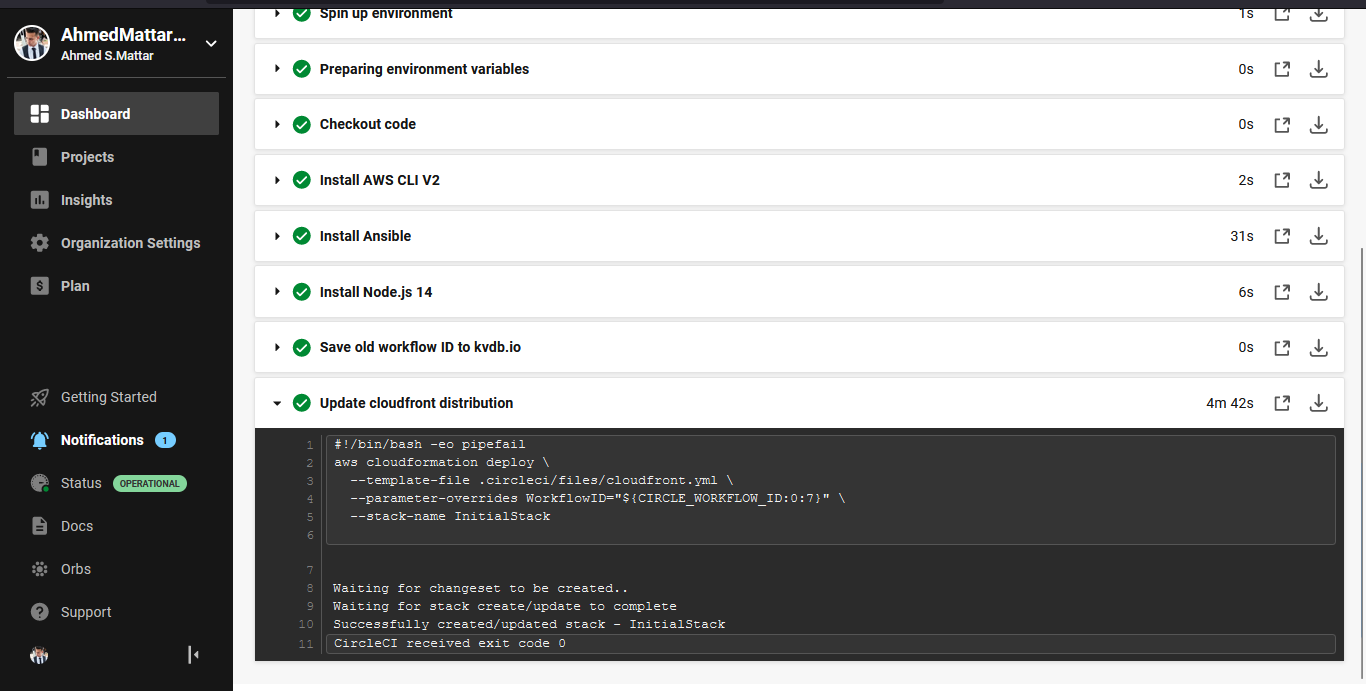 AhmedMattar...
Ahmed S.Mattar
Dashboard
Projects
Insights
Organization Settings
Plan
Getting Started
Notifications 1
Status OPERATIONAL
Docs
Orbs
Support
Spin up environment 1s
Preparing environment variables 0s
Checkout code 0s
Install AWS CLI V2 2s
Install Ansible 31s
Install Node.js 14 6s
Save old workflow ID to kvdb.io 0s
Update cloudfront distribution 4m 42s
1 #!/bin/bash -eo pipefail
2 aws cloudformation deploy \
3 --template-file .circleci/files/cloudfront.yml \
4 --parameter-overrides WorkflowID="${CIRCLE_WORKFLOW_ID:0:7}" \
5 --stack-name InitialStack
6
7
8 Waiting for changeset to be created..
9 Waiting for stack create/update to complete
10 Successfully created/updated stack - InitialStack
11 CircleCI received exit code 0